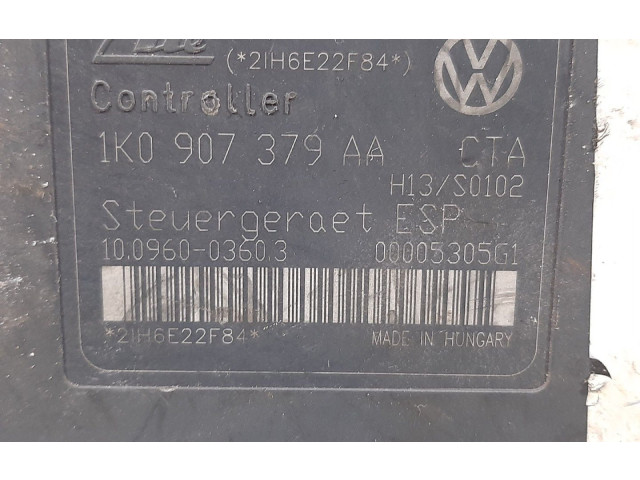 Ate
(*2IH6E22F84*)
Controller
1K0 907 379 AA CTA
H13/S0102
Steuergeraet ESP
10.0960-0360.3 00005305G1
*2IH6E22F84*
MADE IN HUNGARY